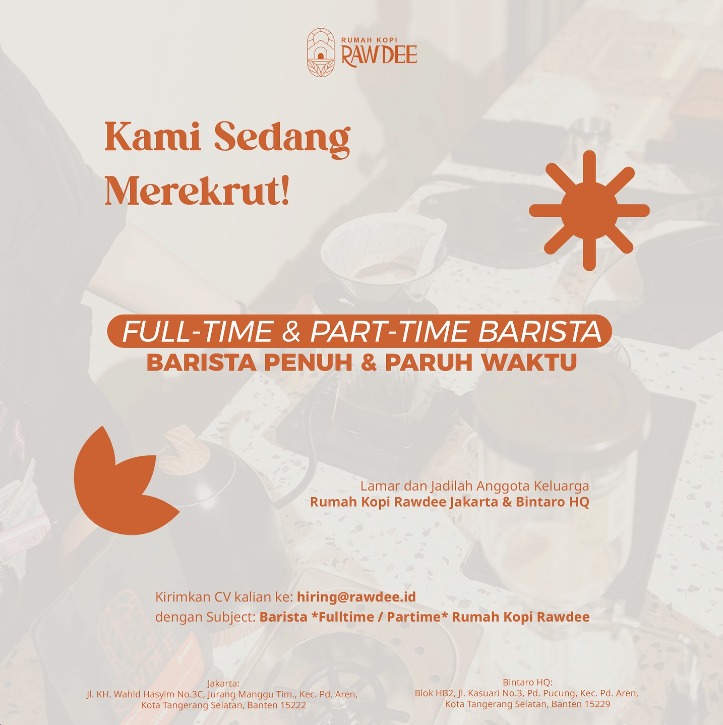 RUMAH KOPI
RAWDEE
Kami Sedang
Merekrut!
FULL-TIME & PART-TIME BARISTA
BARISTA PENUH & PARUH WAKTU
Lamar dan Jadilah Anggota Keluarga
Rumah Kopi Rawdee Jakarta & Bintaro HQ
Kirimkan CV kalian ke: hiring@rawdee.id
dengan Subject: Barista *Fulltime / Partime* Rumah Kopi Rawdee
Jakarta:
Jl. KH. Wahid Hasyim No.3C, Jurang Manggu Tim., Kec. Pd. Aren,
Kota Tangerang Selatan, Banten 15222
Bintaro HQ:
Blok HB2, Jl. Kasuari No.3, Pd. Pucung, Kec. Pd. Aren,
Kota Tangerang Selatan, Banten 15229